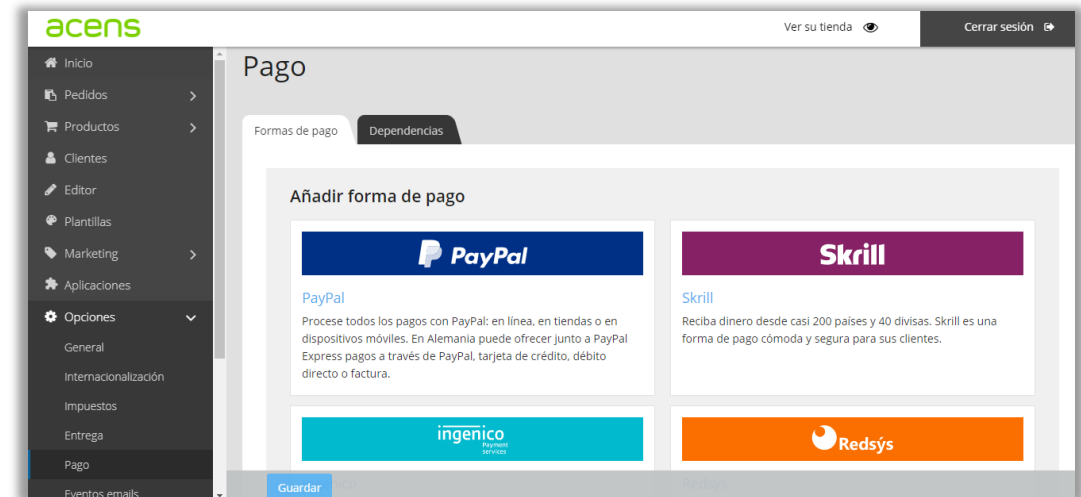 acens
Ver su tienda
Cerrar sesión
Inicio
Pedidos
Productos
Clientes
Editor
Plantillas
Marketing
Aplicaciones
Opciones
General
Internacionalización
Impuestos
Entrega
Pago
Eventos emails
Pago
Formas de pago
Dependencias
Añadir forma de pago
PayPal
PayPal
Procese todos los pagos con PayPal: en línea, en tiendas o en
dispositivos móviles. En Alemania puede ofrecer junto a PayPal
Express pagos a través de PayPal, tarjeta de crédito, débito
directo o factura.
Skrill
Skrill
Reciba dinero desde casi 200 países y 40 divisas. Skrill es una
forma de pago cómoda y segura para sus clientes.
ingenico
Payment
services
Redsýs
Guardar
Redsys